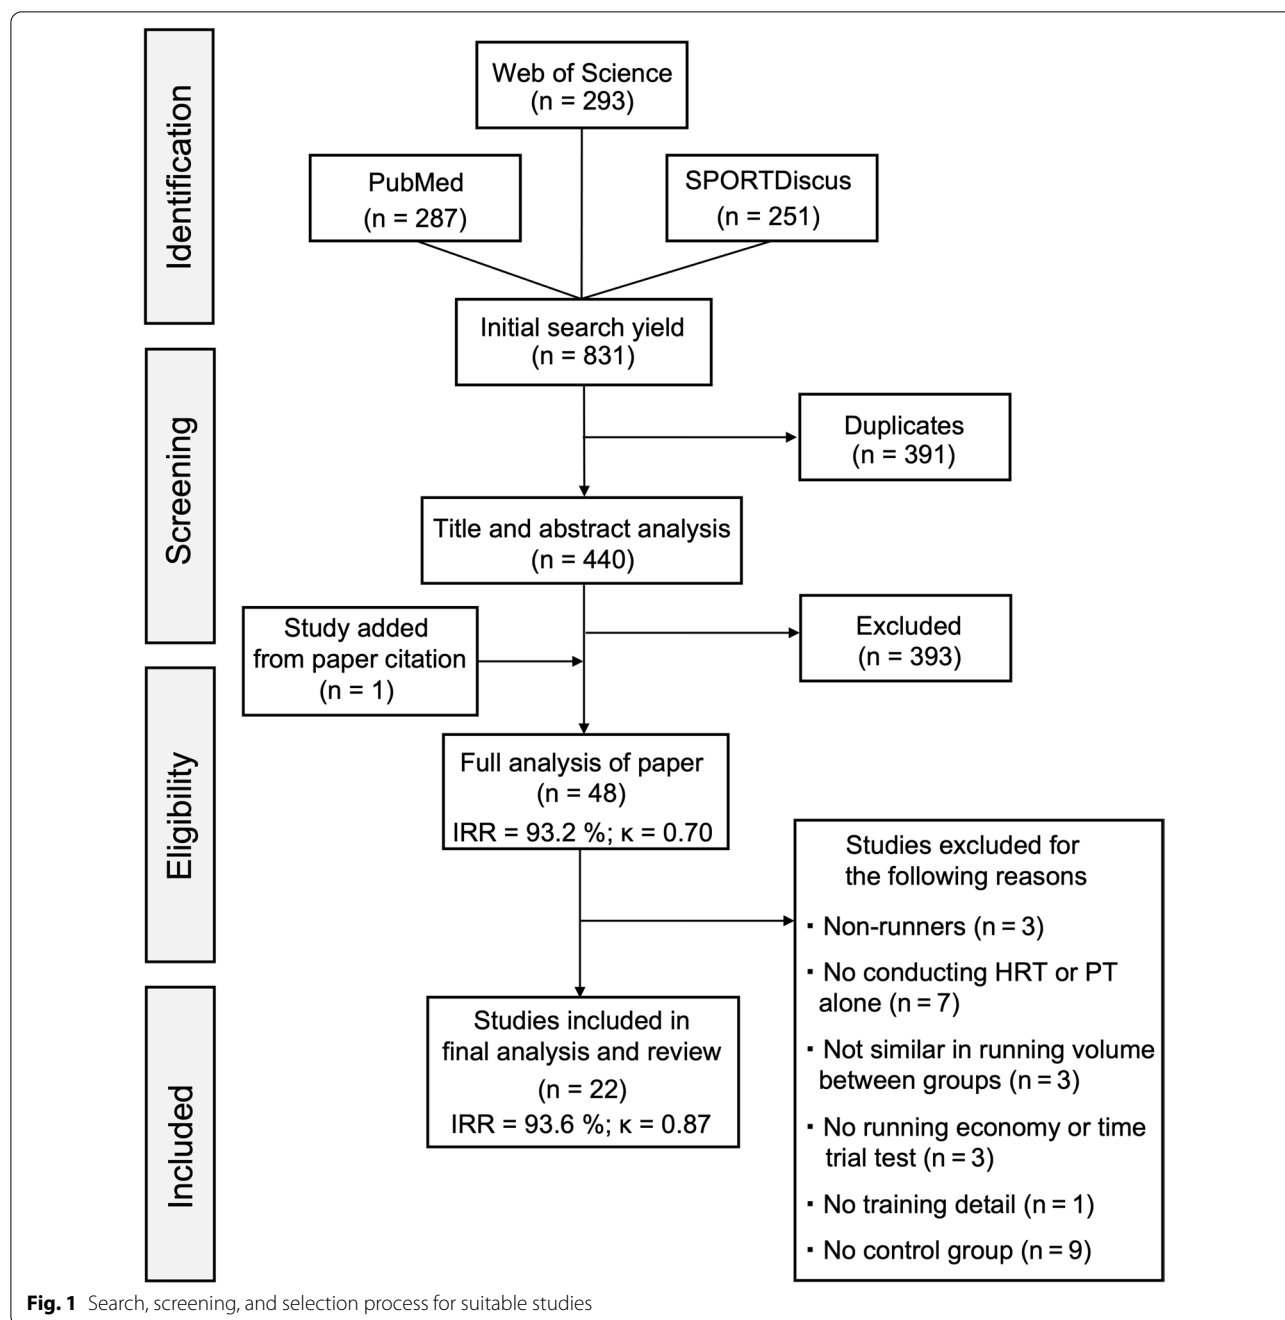 Identification
Web of Science
(n = 293)
PubMed
(n = 287)
SPORTDiscus
(n = 251)
Initial search yield
(n = 831)
Screening
Duplicates
(n = 391)
Title and abstract analysis
(n = 440)
Study added
from paper citation
(n = 1)
Excluded
(n = 393)
Eligibility
Full analysis of paper
(n = 48)
IRR = 93.2 %; κ = 0.70
Studies excluded for
the following reasons
▪ Non-runners (n = 3)
▪ No conducting HRT or PT
alone (n = 7)
▪ Not similar in running volume
between groups (n = 3)
▪ No running economy or time
trial test (n = 3)
▪ No training detail (n = 1)
▪ No control group (n = 9)
Included
Studies included in
final analysis and review
(n = 22)
IRR = 93.6 %; κ = 0.87
Fig. 1 Search, screening, and selection process for suitable studies